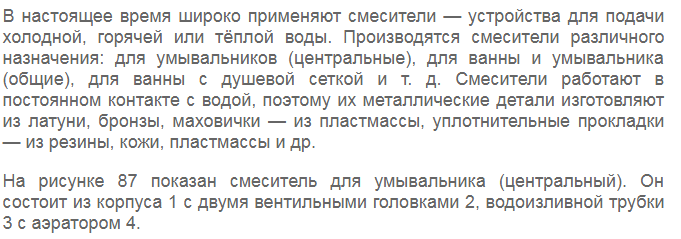 В настоящее время широко применяют смесители — устройства для подачи
холодной, горячей или тёплой воды. Производятся смесители различного
назначения: для умывальников (центральные), для ванны и умывальника
(общие), для ванны с душевой сеткой и т. д. Смесители работают в
постоянном контакте с водой, поэтому их металлические детали изготовляют
из латуни, бронзы, маховички — из пластмассы, уплотнительные прокладки
— из резины, кожи, пластмассы и др.
На рисунке 87 показан смеситель для умывальника (центральный). Он
состоит из корпуса 1 с двумя вентильными головками 2, водоизливной трубки
3 с аэратором 4.